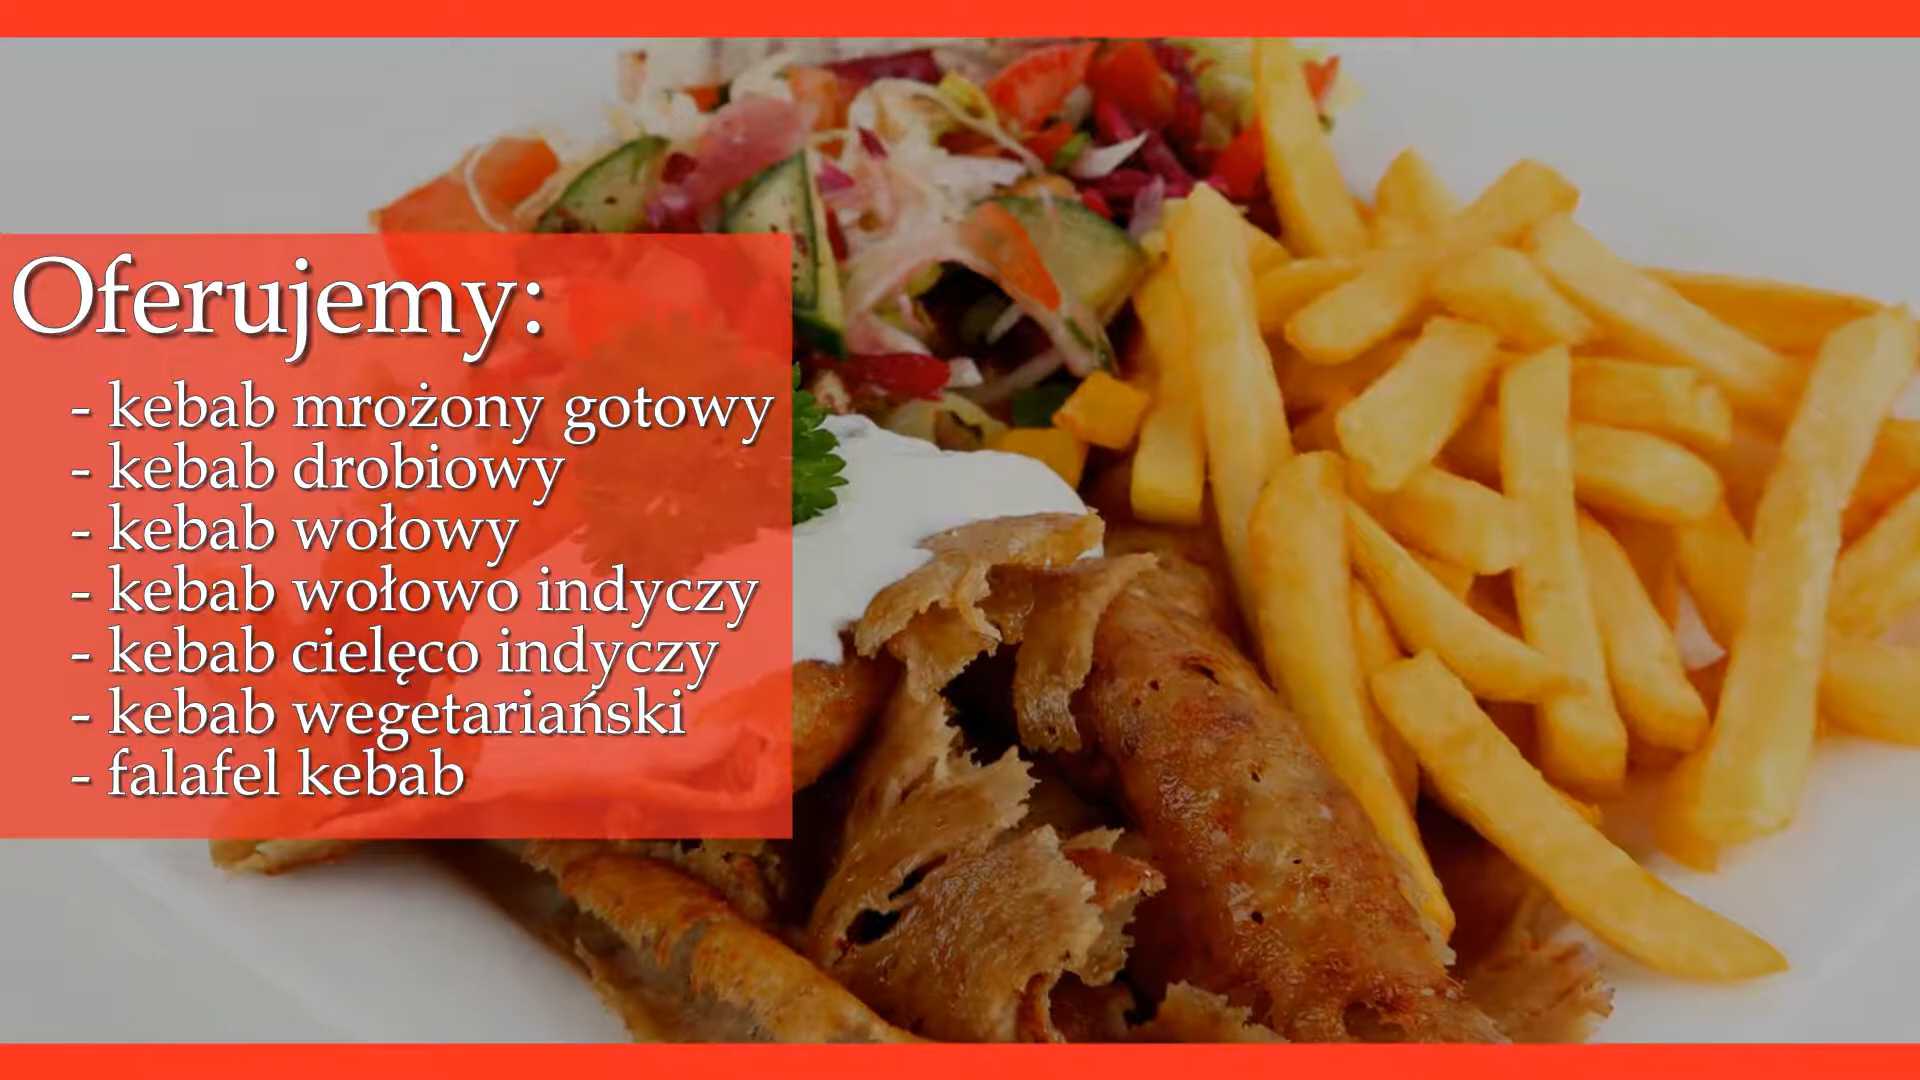 Oferujemy:
- kebab mrożony gotowy
- kebab drobiowy
- kebab wołowy
- kebab wołowo indyczy
- kebab cielęco indyczy
- kebab wegetariański
- falafel kebab